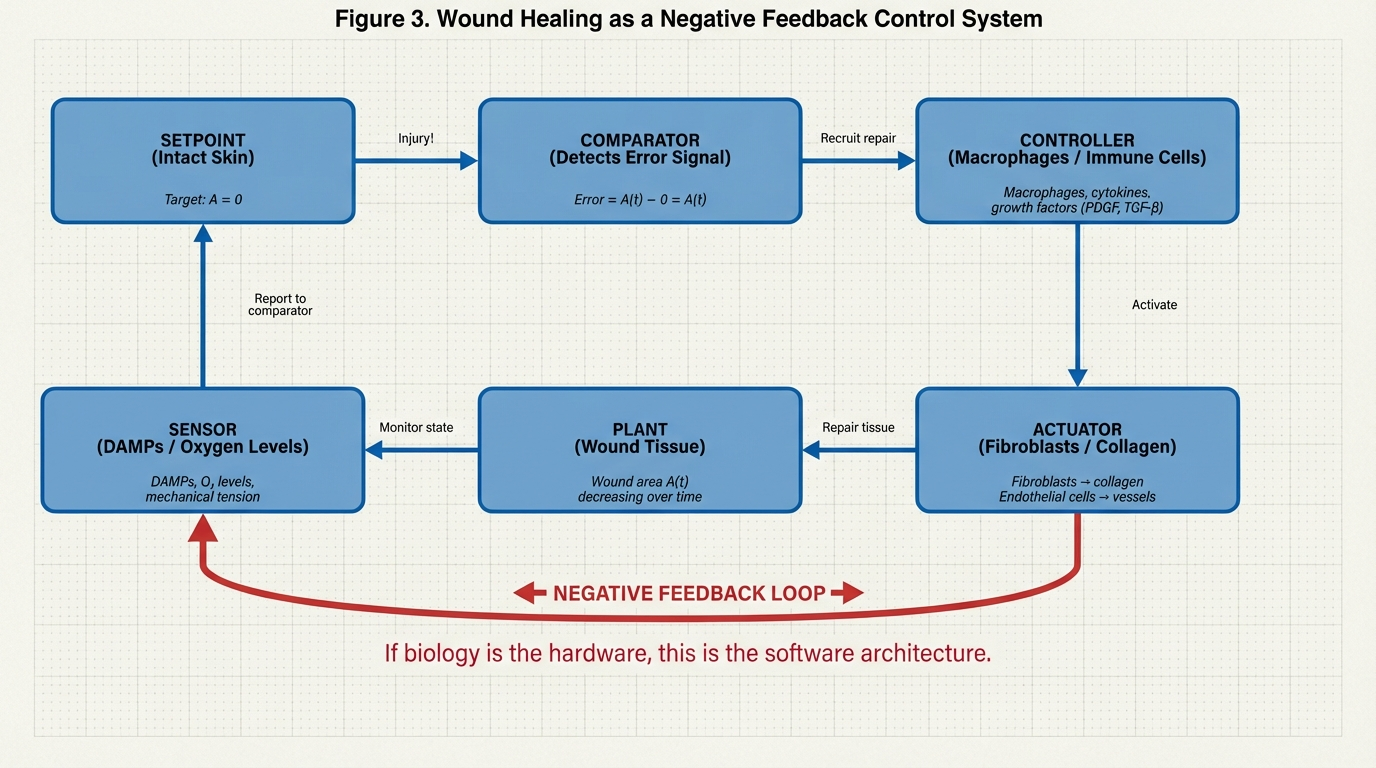 Figure 3. Wound Healing as a Negative Feedback Control System
SETPOINT
(Intact Skin)
Target: A = 0
Injury!
COMPARATOR
(Detects Error Signal)
Error = A(t) − 0 = A(t)
Recruit repair
CONTROLLER
(Macrophages / Immune Cells)
Macrophages, cytokines,
growth factors (PDGF, TGF-β)
Report to
comparator
Activate
SENSOR
(DAMPs / Oxygen Levels)
DAMPs, O₂ levels,
mechanical tension
Monitor state
PLANT
(Wound Tissue)
Wound area A(t)
decreasing over time
Repair tissue
ACTUATOR
(Fibroblasts / Collagen)
Fibroblasts → collagen
Endothelial cells → vessels
NEGATIVE FEEDBACK LOOP
If biology is the hardware, this is the software architecture.